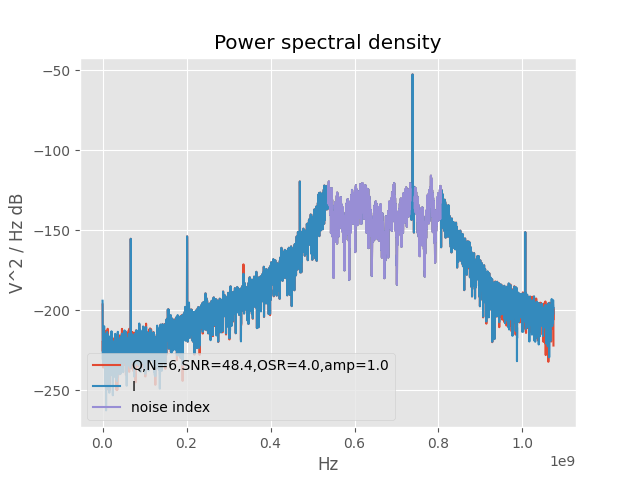 Power spectral density
V^2 / Hz dB
−50
−100
−150
−200
−250
Q,N=6,SNR=48.4,OSR=4.0,amp=1.0
I
noise index
0.0 0.2 0.4 0.6 0.8 1.0
1e9
Hz